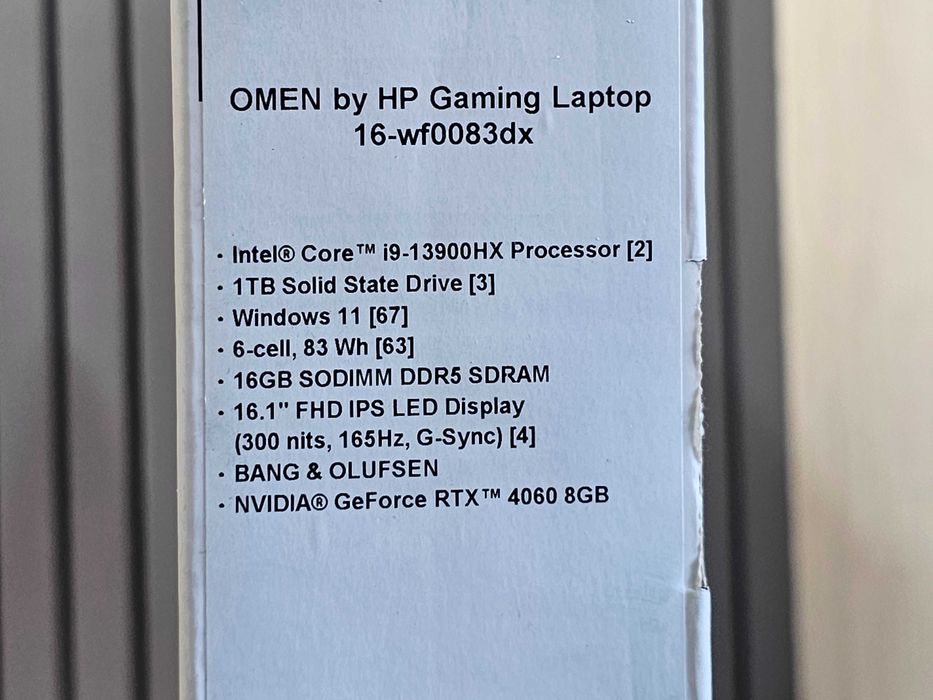 OMEN by HP Gaming Laptop
16-wf0083dx
· Intel® Core™ i9-13900HX Processor [2]
· 1TB Solid State Drive [3]
· Windows 11 [67]
· 6-cell, 83 Wh [63]
· 16GB SODIMM DDR5 SDRAM
· 16.1" FHD IPS LED Display
(300 nits, 165Hz, G-Sync) [4]
· BANG & OLUFSEN
· NVIDIA® GeForce RTX™ 4060 8GB